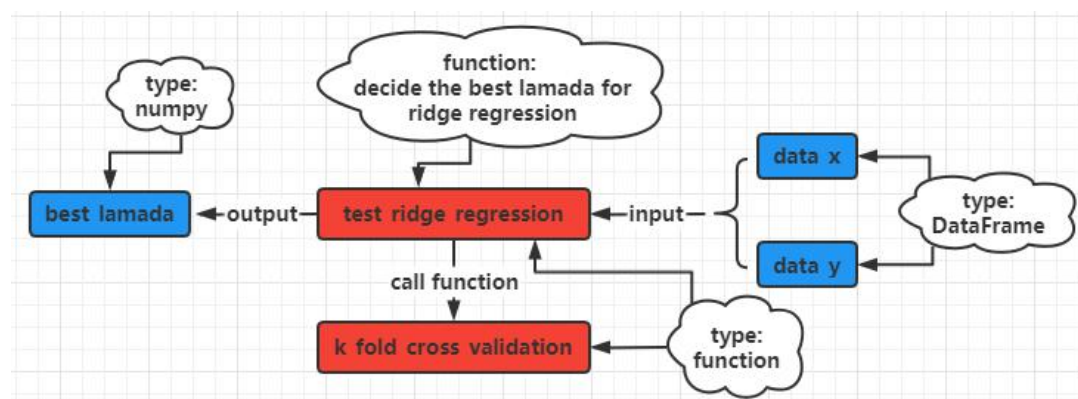 function:
decide the best lamada for
ridge regression
type:
numpy
data x
best lamada
output
test ridge regression
input
type:
DataFrame
data y
call function
k fold cross validation
type:
function